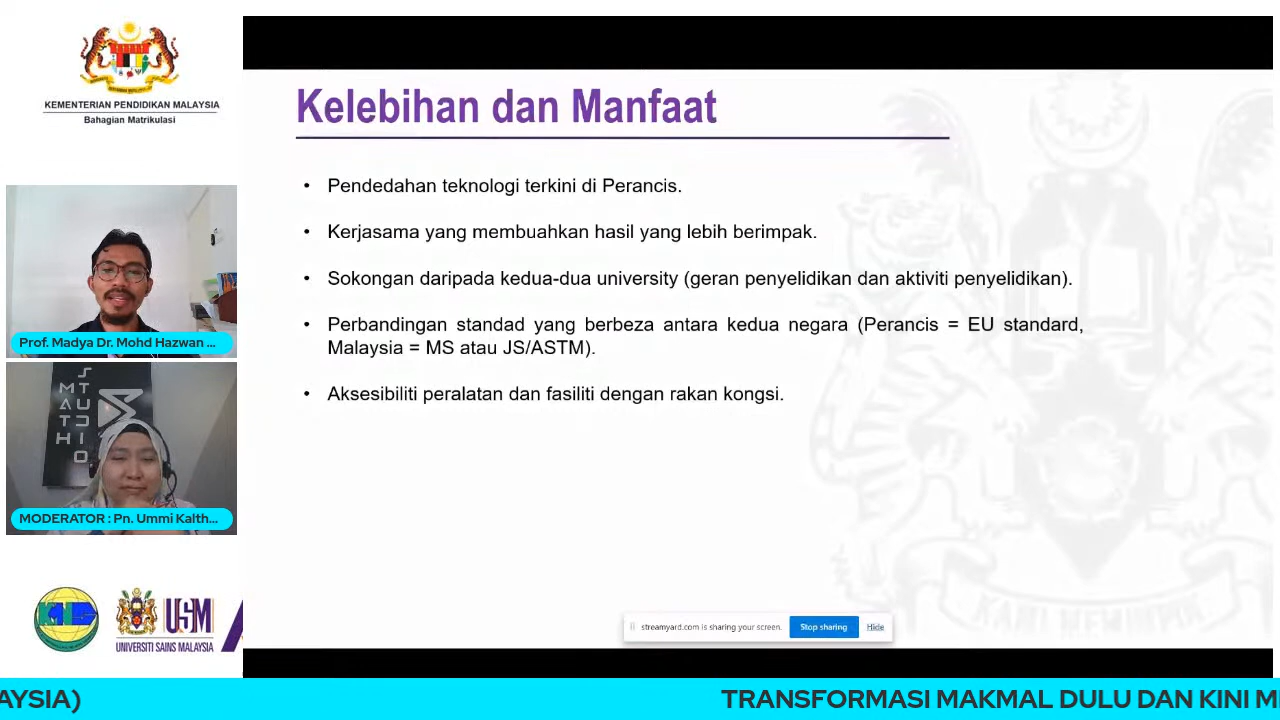 KEMENTERIAN PENDIDIKAN MALAYSIA
Bahagian Matrikulasi
Prof. Madya Dr. Mohd Hazwan ...
MATH
STUDIO
MODERATOR : Pn. Ummi Kalth...
USM
UNIVERSITI SAINS MALAYSIA
Kelebihan dan Manfaat
• Pendedahan teknologi terkini di Perancis.
• Kerjasama yang membuahkan hasil yang lebih berimpak.
• Sokongan daripada kedua-dua university (geran penyelidikan dan aktiviti penyelidikan).
• Perbandingan standad yang berbeza antara kedua negara (Perancis = EU standard,
Malaysia = MS atau JS/ASTM).
• Aksesibiliti peralatan dan fasiliti dengan rakan kongsi.
streamyard.com is sharing your screen.
Stop sharing
Hide
AYSIA)
TRANSFORMASI MAKMAL DULU DAN KINI M